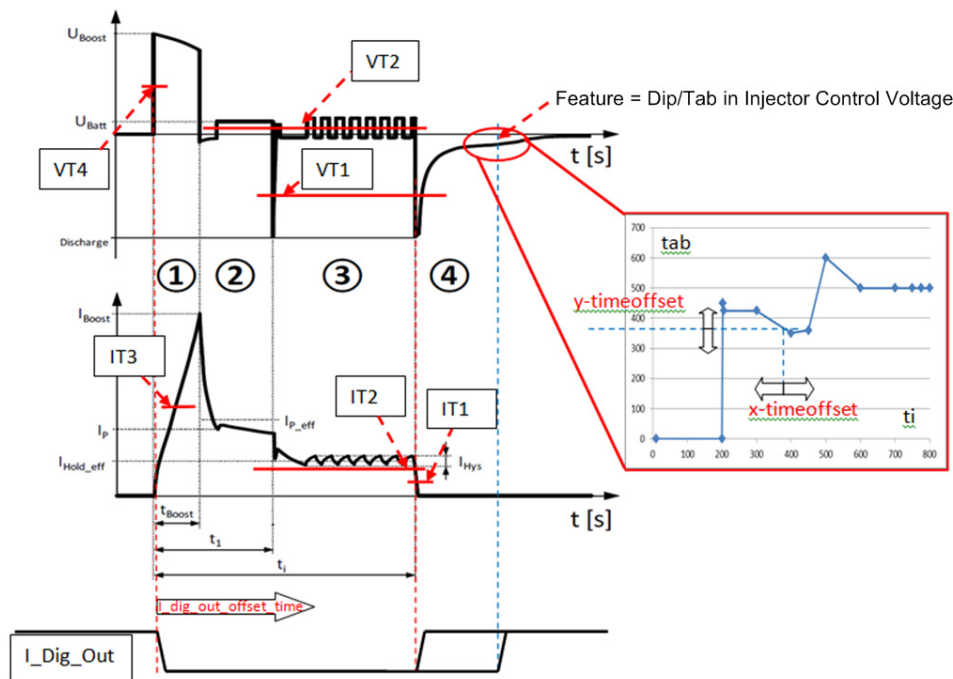 U_Boost
VT2
Feature = Dip/Tab in Injector Control Voltage
U_Batt
t [s]
VT4
VT1
Discharge
1 2 3 4
700
600
500
400
300
200
100
0
tab
y-timeoffset
x-timeoffset
ti
0 100 200 300 400 500 600 700 800
I_Boost
IT3
IT2
IT1
I_P_eff
I_P
I_Hold_eff
I_Hys
t_Boost
t [s]
t_1
t_i
I_dig_out_offset_time
I_Dig_Out